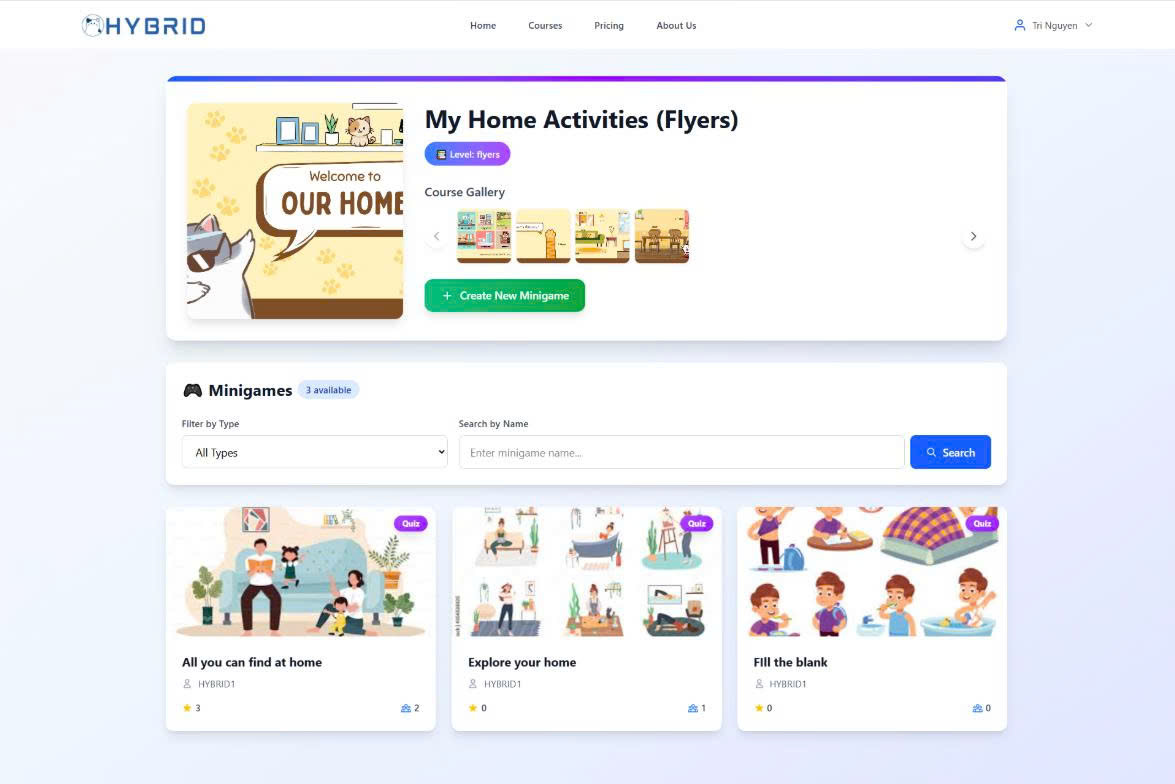 HYBRID
Home Courses Pricing About Us
Tri Nguyen
Welcome to
OUR HOME
My Home Activities (Flyers)
Level: flyers
Course Gallery
Create New Minigame
Minigames 3 available
Filter by Type
All Types
Search by Name
Enter minigame name...
Search
Quiz
All you can find at home
HYBRID1
3 2
Quiz
Explore your home
HYBRID1
0 1
Quiz
FIll the blank
HYBRID1
0 0